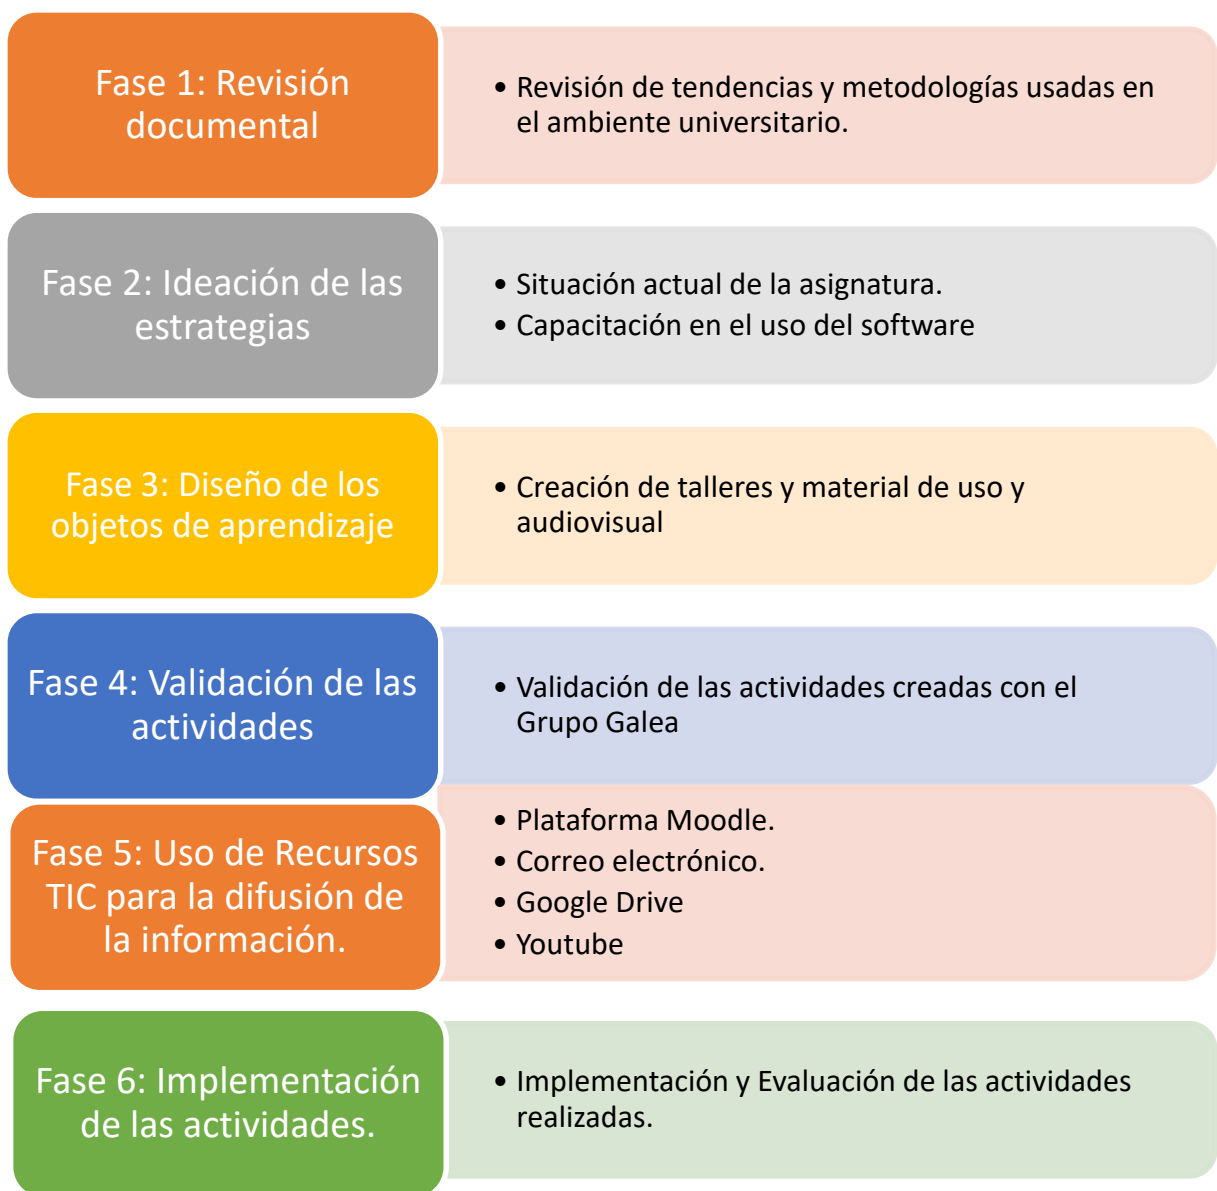 Fase 1: Revisión
documental
• Revisión de tendencias y metodologías usadas en
el ambiente universitario.
Fase 2: Ideación de las
estrategias
• Situación actual de la asignatura.
• Capacitación en el uso del software
Fase 3: Diseño de los
objetos de aprendizaje
• Creación de talleres y material de uso y
audiovisual
Fase 4: Validación de las
actividades
• Validación de las actividades creadas con el
Grupo Galea
Fase 5: Uso de Recursos
TIC para la difusión de
la información.
• Plataforma Moodle.
• Correo electrónico.
• Google Drive
• Youtube
Fase 6: Implementación
de las actividades.
• Implementación y Evaluación de las actividades
realizadas.